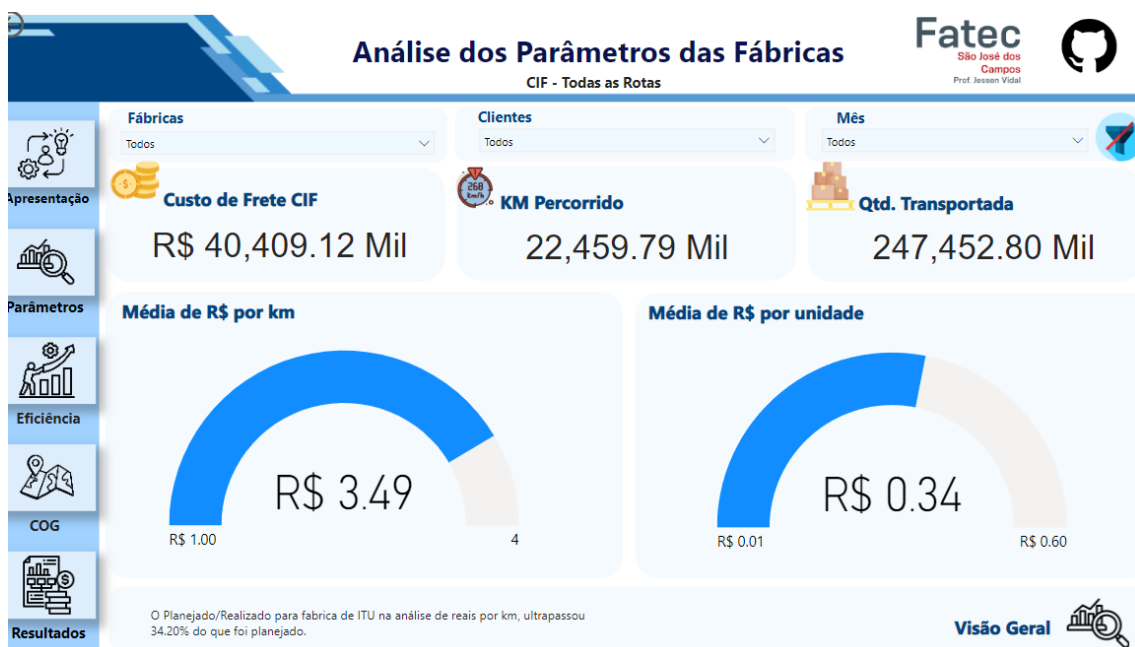 Análise dos Parâmetros das Fábricas
CIF - Todas as Rotas
Fatec
São José dos
Campos
Prof. Jessen Vidal
Fábricas
Todos
Clientes
Todos
Mês
Todos
Apresentação
Parâmetros
Eficiência
COG
Resultados
Custo de Frete CIF
R$ 40,409.12 Mil
268
km/h
KM Percorrido
22,459.79 Mil
Qtd. Transportada
247,452.80 Mil
Média de R$ por km
R$ 3.49
R$ 1.00
4
Média de R$ por unidade
R$ 0.34
R$ 0.01
R$ 0.60
O Planejado/Realizado para fabrica de ITU na análise de reais por km, ultrapassou
34.20% do que foi planejado.
Visão Geral